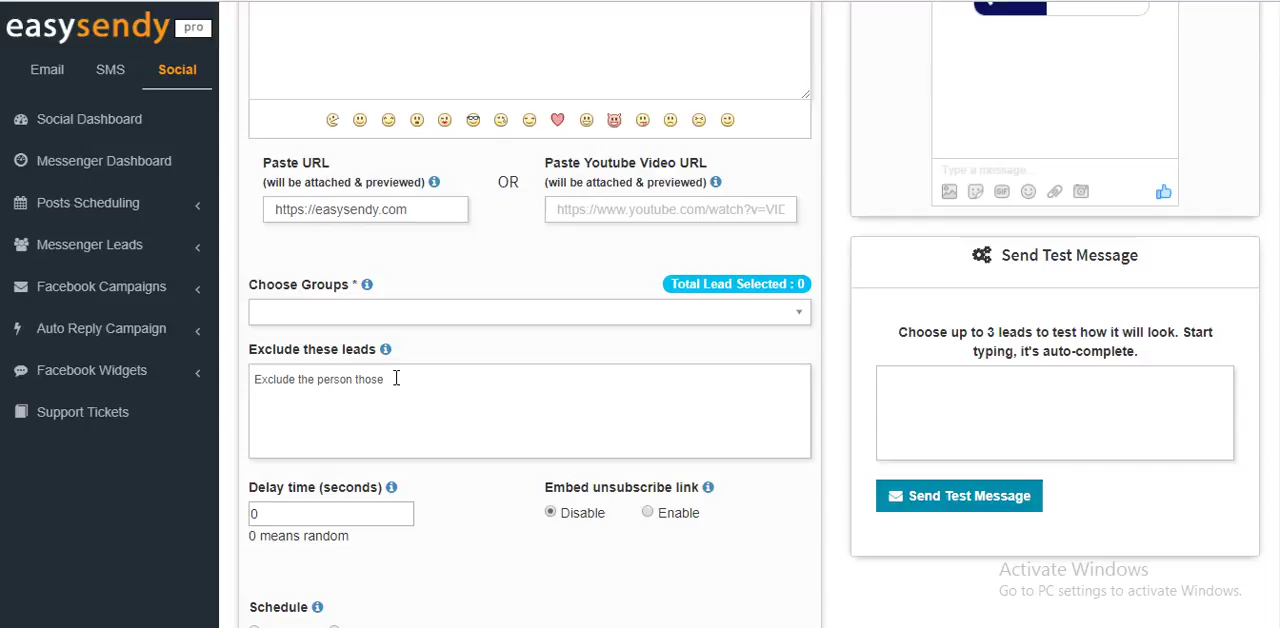 easysendy pro
Email SMS Social
Social Dashboard
Messenger Dashboard
Posts Scheduling
Messenger Leads
Facebook Campaigns
Auto Reply Campaign
Facebook Widgets
Support Tickets
Paste URL
(will be attached & previewed)
https://easysendy.com
OR
Paste Youtube Video URL
(will be attached & previewed)
https://www.youtube.com/watch?v=VID
Choose Groups *
Total Lead Selected : 0
Exclude these leads
Exclude the person those
Delay time (seconds)
0
0 means random
Embed unsubscribe link
Disable Enable
Schedule
Type a message...
GIF
Send Test Message
Choose up to 3 leads to test how it will look. Start
typing, it's auto-complete.
Send Test Message
Activate Windows
Go to PC settings to activate Windows.